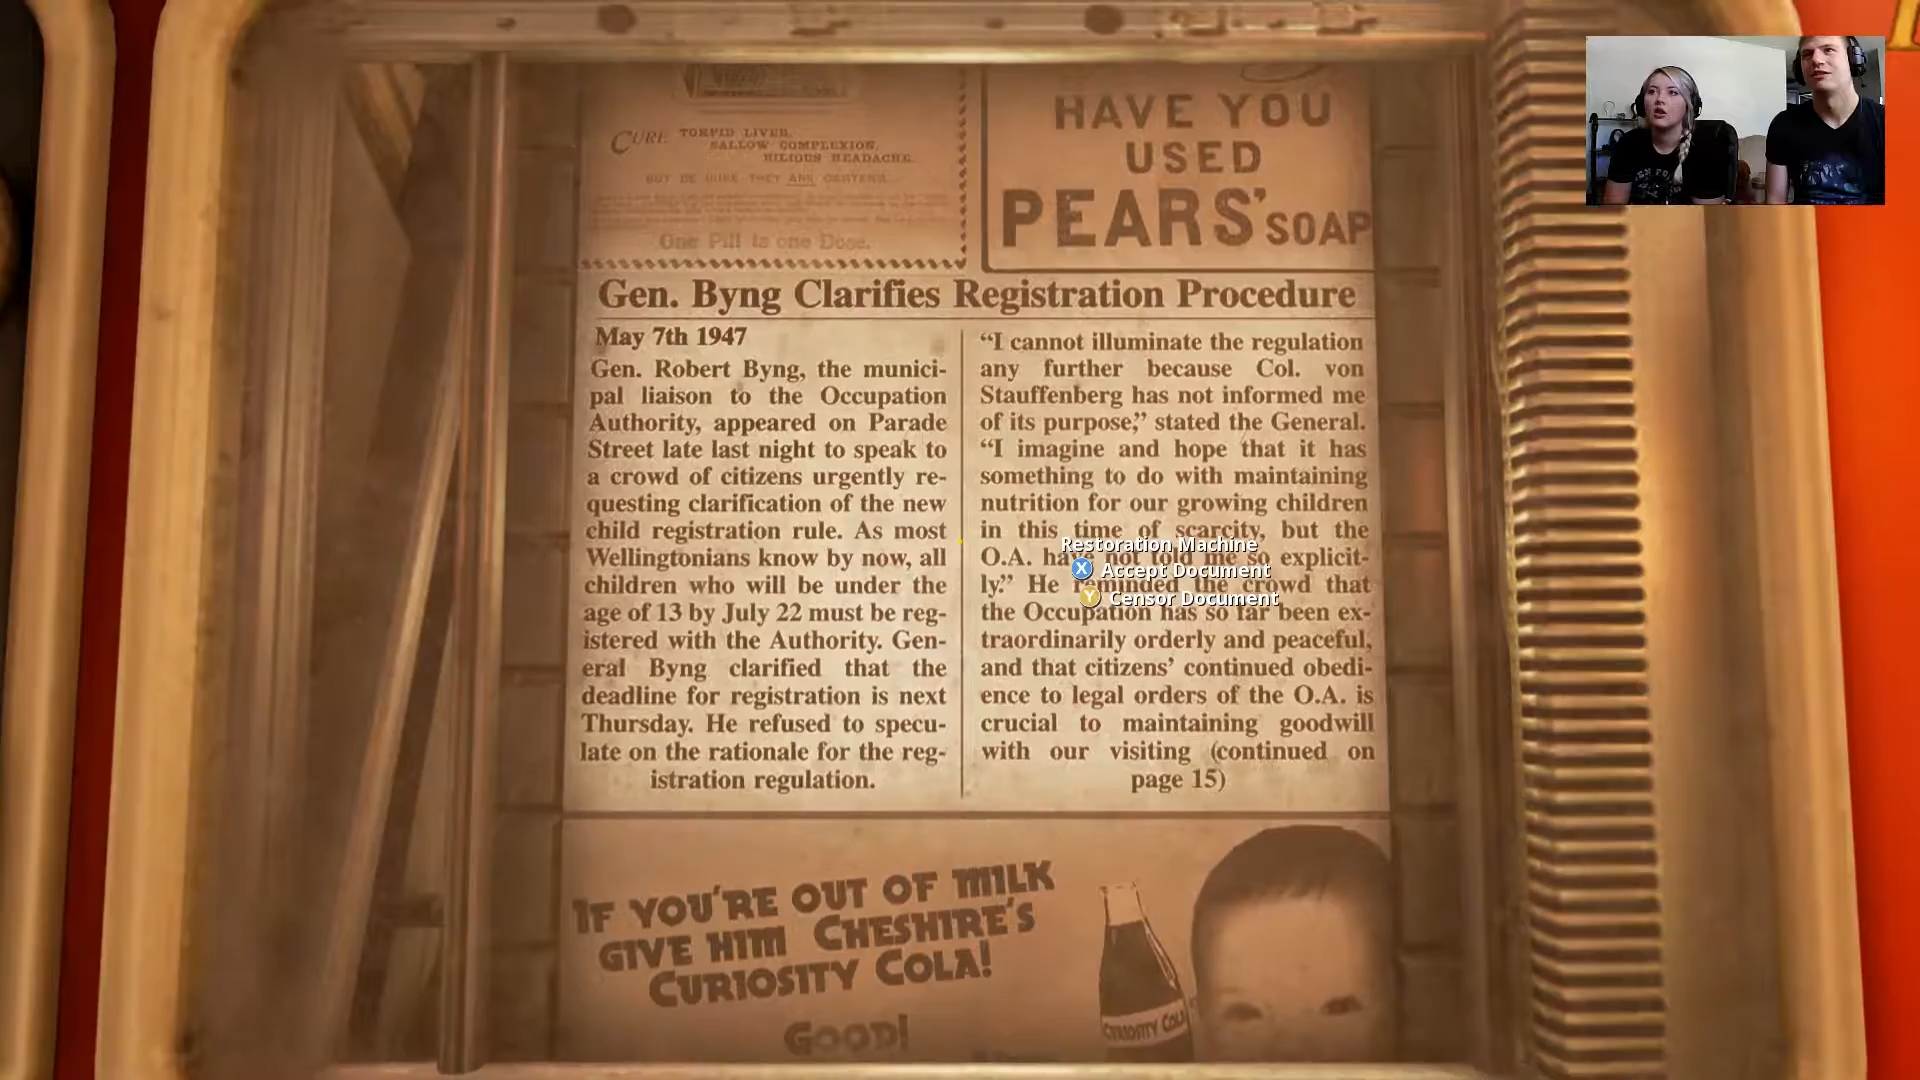 CURE TORPID LIVER,
SALLOW COMPLEXION,
BILIOUS HEADACHE.
BUT BE SURE THEY ARE CARTER'S.
One Pill is one Dose.
HAVE YOU
USED
PEARS' SOAP
Gen. Byng Clarifies Registration Procedure
May 7th 1947
Gen. Robert Byng, the munici-
pal liaison to the Occupation
Authority, appeared on Parade
Street late last night to speak to
a crowd of citizens urgently re-
questing clarification of the new
child registration rule. As most
Wellingtonians know by now, all
children who will be under the
age of 13 by July 22 must be reg-
istered with the Authority. Gen-
eral Byng clarified that the
deadline for registration is next
Thursday. He refused to specu-
late on the rationale for the reg-
istration regulation.
“I cannot illuminate the regulation
any further because Col. von
Stauffenberg has not informed me
of its purpose,” stated the General.
“I imagine and hope that it has
something to do with maintaining
nutrition for our growing children
in this time of scarcity, but the
O.A. have not told me so explicit-
ly.” He reminded the crowd that
the Occupation has so far been ex-
traordinarily orderly and peaceful,
and that citizens’ continued obedi-
ence to legal orders of the O.A. is
crucial to maintaining goodwill
with our visiting (continued on
page 15)
Restoration Machine
X Accept Document
Y Censor Document
IF YOU'RE OUT OF MILK
GIVE HIM CHESHIRE'S
CURIOSITY COLA!
GOOD!
CURIOSITY COLA